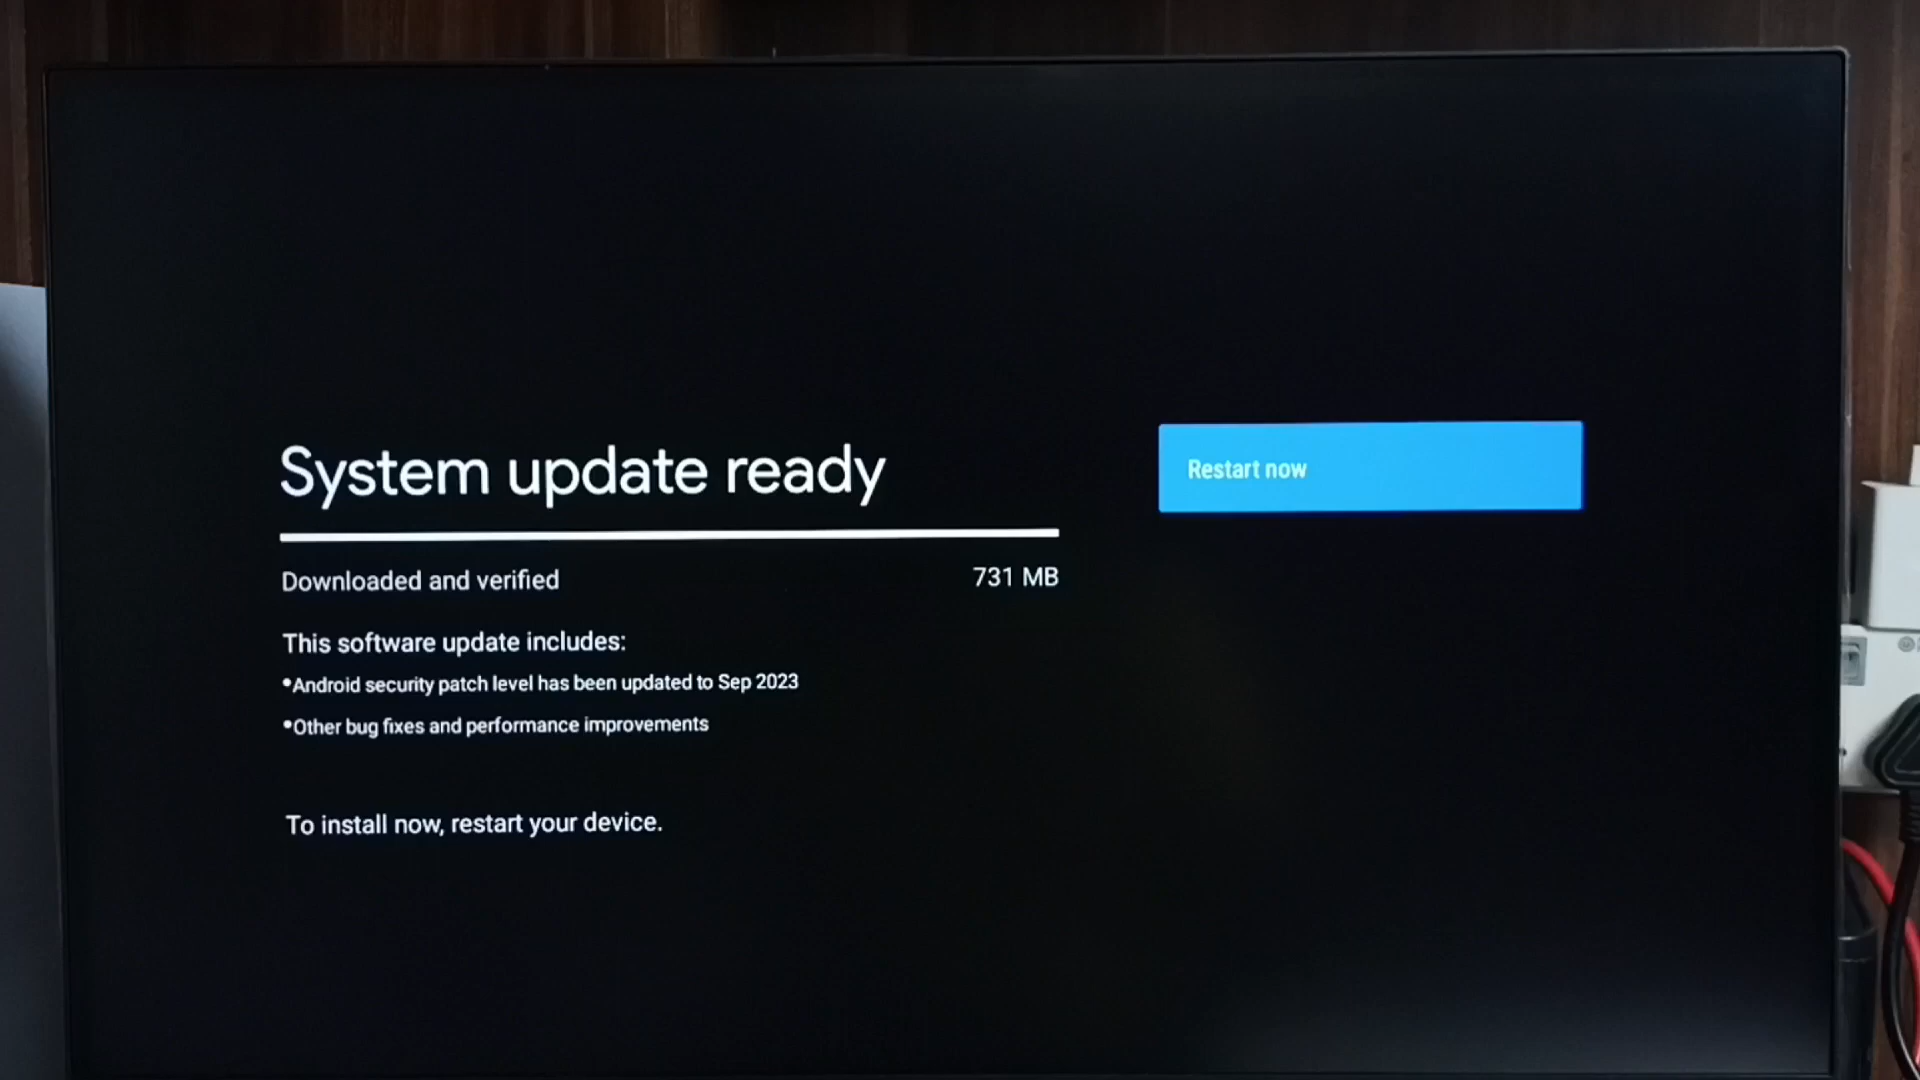 System update ready
Restart now
Downloaded and verified 731 MB
This software update includes:
•Android security patch level has been updated to Sep 2023
•Other bug fixes and performance improvements
To install now, restart your device.